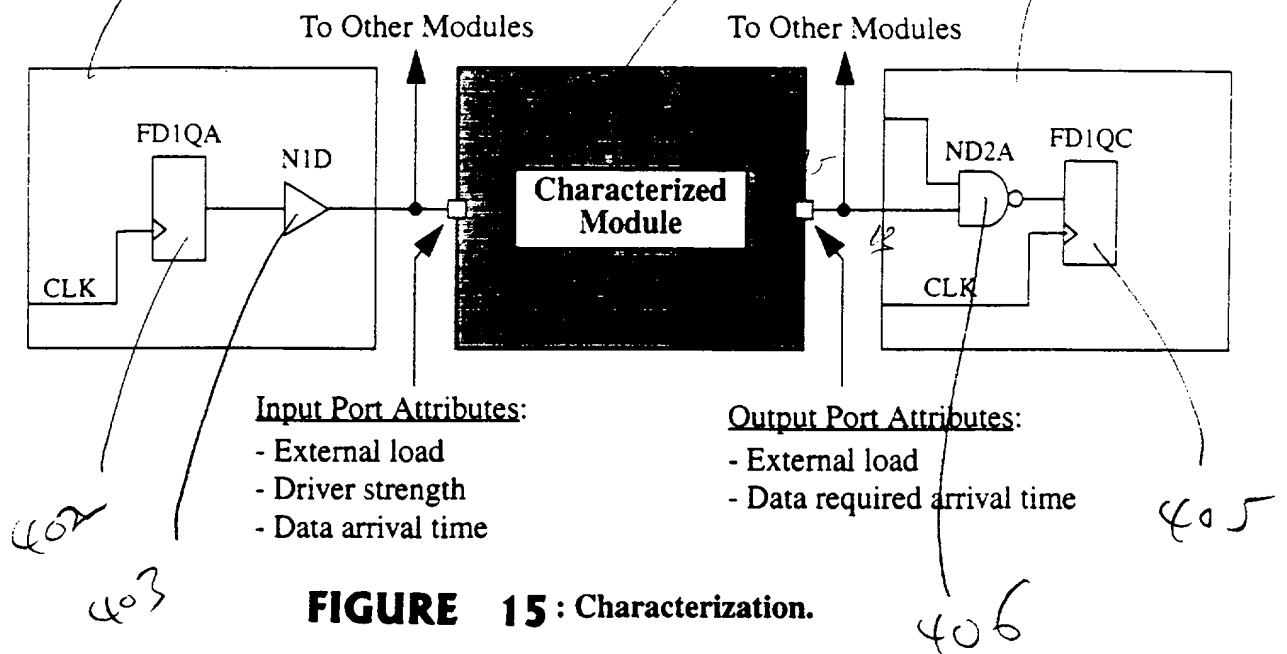 To Other Modules
To Other Modules
FD1QA
N1D
CLK
Characterized
Module
ND2A
FD1QC
CLK
Input Port Attributes:
- External load
- Driver strength
- Data arrival time
Output Port Attributes:
- External load
- Data required arrival time
402
403
405
406
FIGURE 15: Characterization.